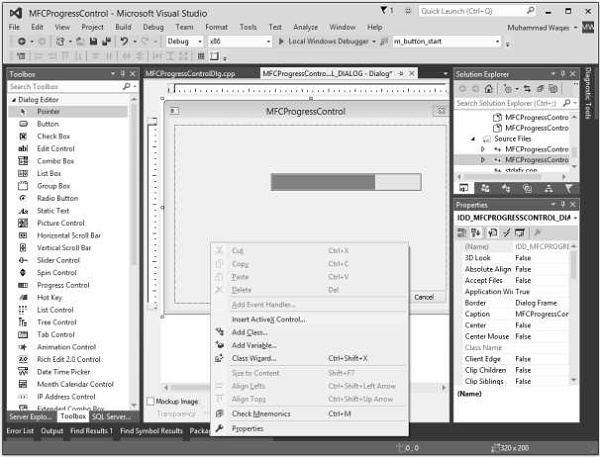 MFCProgressControl - Microsoft Visual Studio
1
Quick Launch (Ctrl+Q)
File Edit View Project Build Debug Team Format Tools Test Analyze Window Help
Muhammad Waqas
MW
Debug x86 Local Windows Debugger m_button_start
Toolbox
Search Toolbox
Dialog Editor
Pointer
Button
Check Box
Edit Control
Combo Box
List Box
Group Box
Radio Button
Static Text
Picture Control
Horizontal Scroll Bar
Vertical Scroll Bar
Slider Control
Spin Control
Progress Control
Hot Key
List Control
Tree Control
Tab Control
Animation Control
Rich Edit 2.0 Control
Date Time Picker
Month Calendar Control
IP Address Control
Extended Combo Box
Server Explo... Toolbox SQL Server...
MFCProgressControlDlg.cpp
MFCProgressContro...L_DIALOG - Dialog*
MFCProgressControl
Cancel
Cut Ctrl+X
Copy Ctrl+C
Paste Ctrl+V
Delete Del
Add Event Handler...
Insert ActiveX Control...
Add Class...
Add Variable...
Class Wizard... Ctrl+Shift+X
Size to Content Shift+F7
Align Lefts Ctrl+Shift+Left Arrow
Align Tops Ctrl+Shift+Up Arrow
Check Mnemonics Ctrl+M
Properties
Mockup Image:
Transparency
Solution Explorer
Search Solution Explorer (Ctrl+;)
MFCProgressContro
MFCProgressContro
Source Files
MFCProgressContro
MFCProgressContro
stdafx.cpp
Properties
IDD_MFCPROGRESSCONTROL_DIA
(Name) IDD_MFCPROGRESS
3D Look False
Absolute Align False
Accept Files False
Application Wi True
Border Dialog Frame
Caption MFCProgressCon
Center False
Center Mouse False
Class Name
Client Edge False
Clip Children False
Clip Siblings False
(Name)
Diagnostic Tools
Error List Output Find Results 1 Find Symbol Results
0, 0
320 x 200